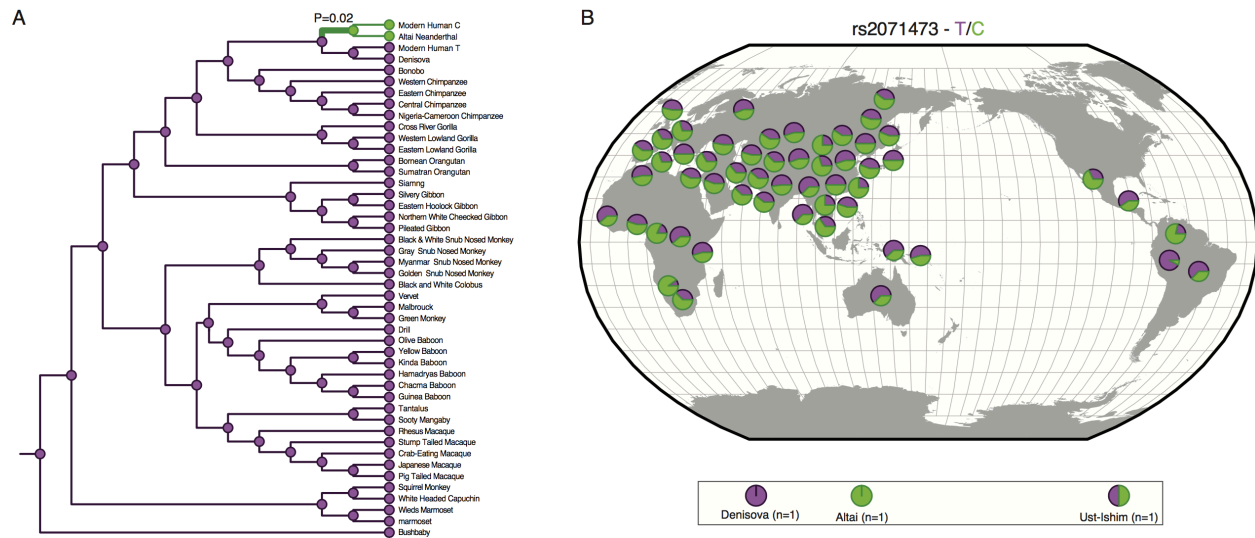 A
P=0.02
Modern Human C
Altai Neanderthal
Modern Human T
Denisova
Bonobo
Western Chimpanzee
Eastern Chimpanzee
Central Chimpanzee
Nigeria-Cameroon Chimpanzee
Cross River Gorilla
Western Lowland Gorilla
Eastern Lowland Gorilla
Bornean Orangutan
Sumatran Orangutan
Siamng
Silvery Gibbon
Eastern Hoolock Gibbon
Northern White Cheecked Gibbon
Pileated Gibbon
Black & White Snub Nosed Monkey
Gray Snub Nosed Monkey
Myanmar Snub Nosed Monkey
Golden Snub Nosed Monkey
Black and White Colobus
Vervet
Malbrouck
Green Monkey
Drill
Olive Baboon
Yellow Baboon
Kinda Baboon
Hamadryas Baboon
Chacma Baboon
Guinea Baboon
Tantalus
Sooty Mangaby
Rhesus Macaque
Stump Tailed Macaque
Crab-Eating Macaque
Japanese Macaque
Pig Tailed Macaque
Squirrel Monkey
White Headed Capuchin
Wieds Marmoset
marmoset
Bushbaby
B
rs2071473 - T/C
Denisova (n=1)
Altai (n=1)
Ust-Ishim (n=1)